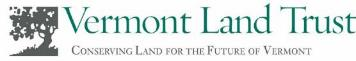 Vermont Land Trust
CONSERVING LAND FOR THE FUTURE OF VERMONT